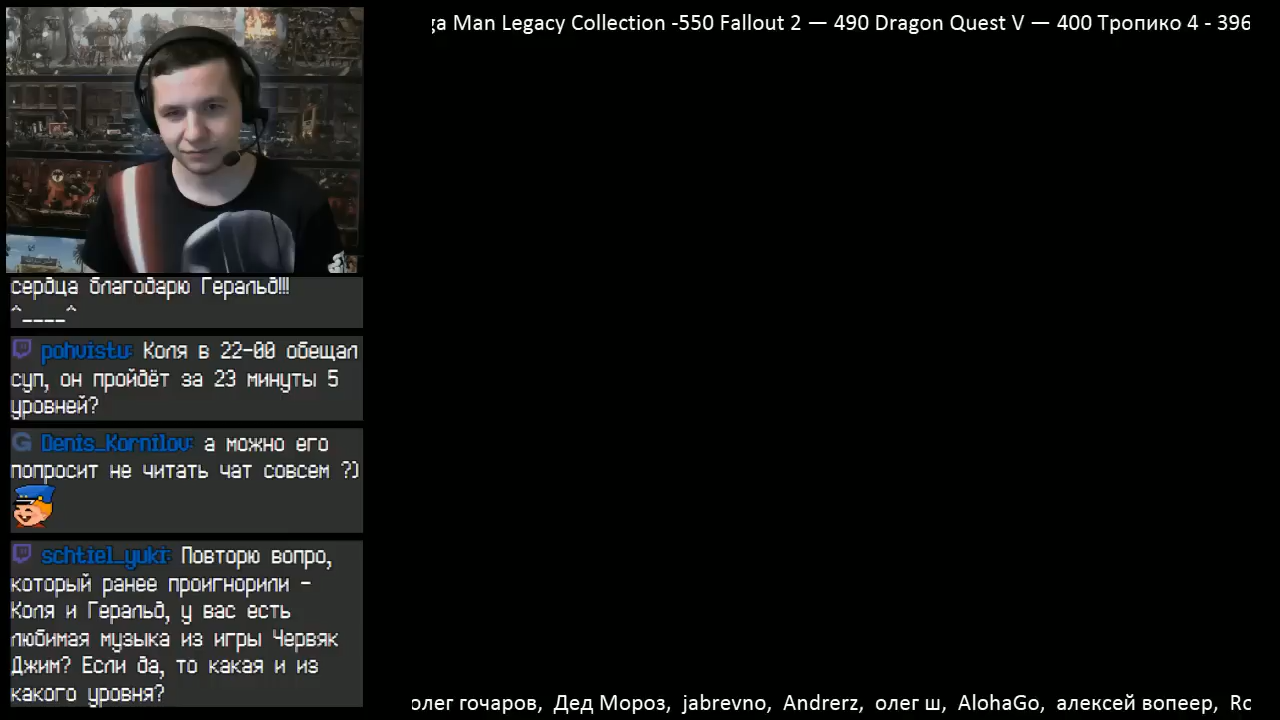 ga Man Legacy Collection -550 Fallout 2 — 490 Dragon Quest V — 400 Тропико 4 - 396
сердца благодарю Геральд!!!
^____^
pohvistu: Коля в 22-00 обещал
суп, он пройдёт за 23 минуты 5
уровней?
Denis_Kornilov: а можно его
попросит не читать чат совсем ?)
schtiel_yuki: Повторю вопро,
который ранее проигнорили -
Коля и Геральд, у вас есть
любимая музыка из игры Червяк
Джим? Если да, то какая и из
какого уровня?
олег гочаров, Дед Мороз, jabrevno, Andrerz, олег ш, AlohaGo, алексей вопеер, Ro